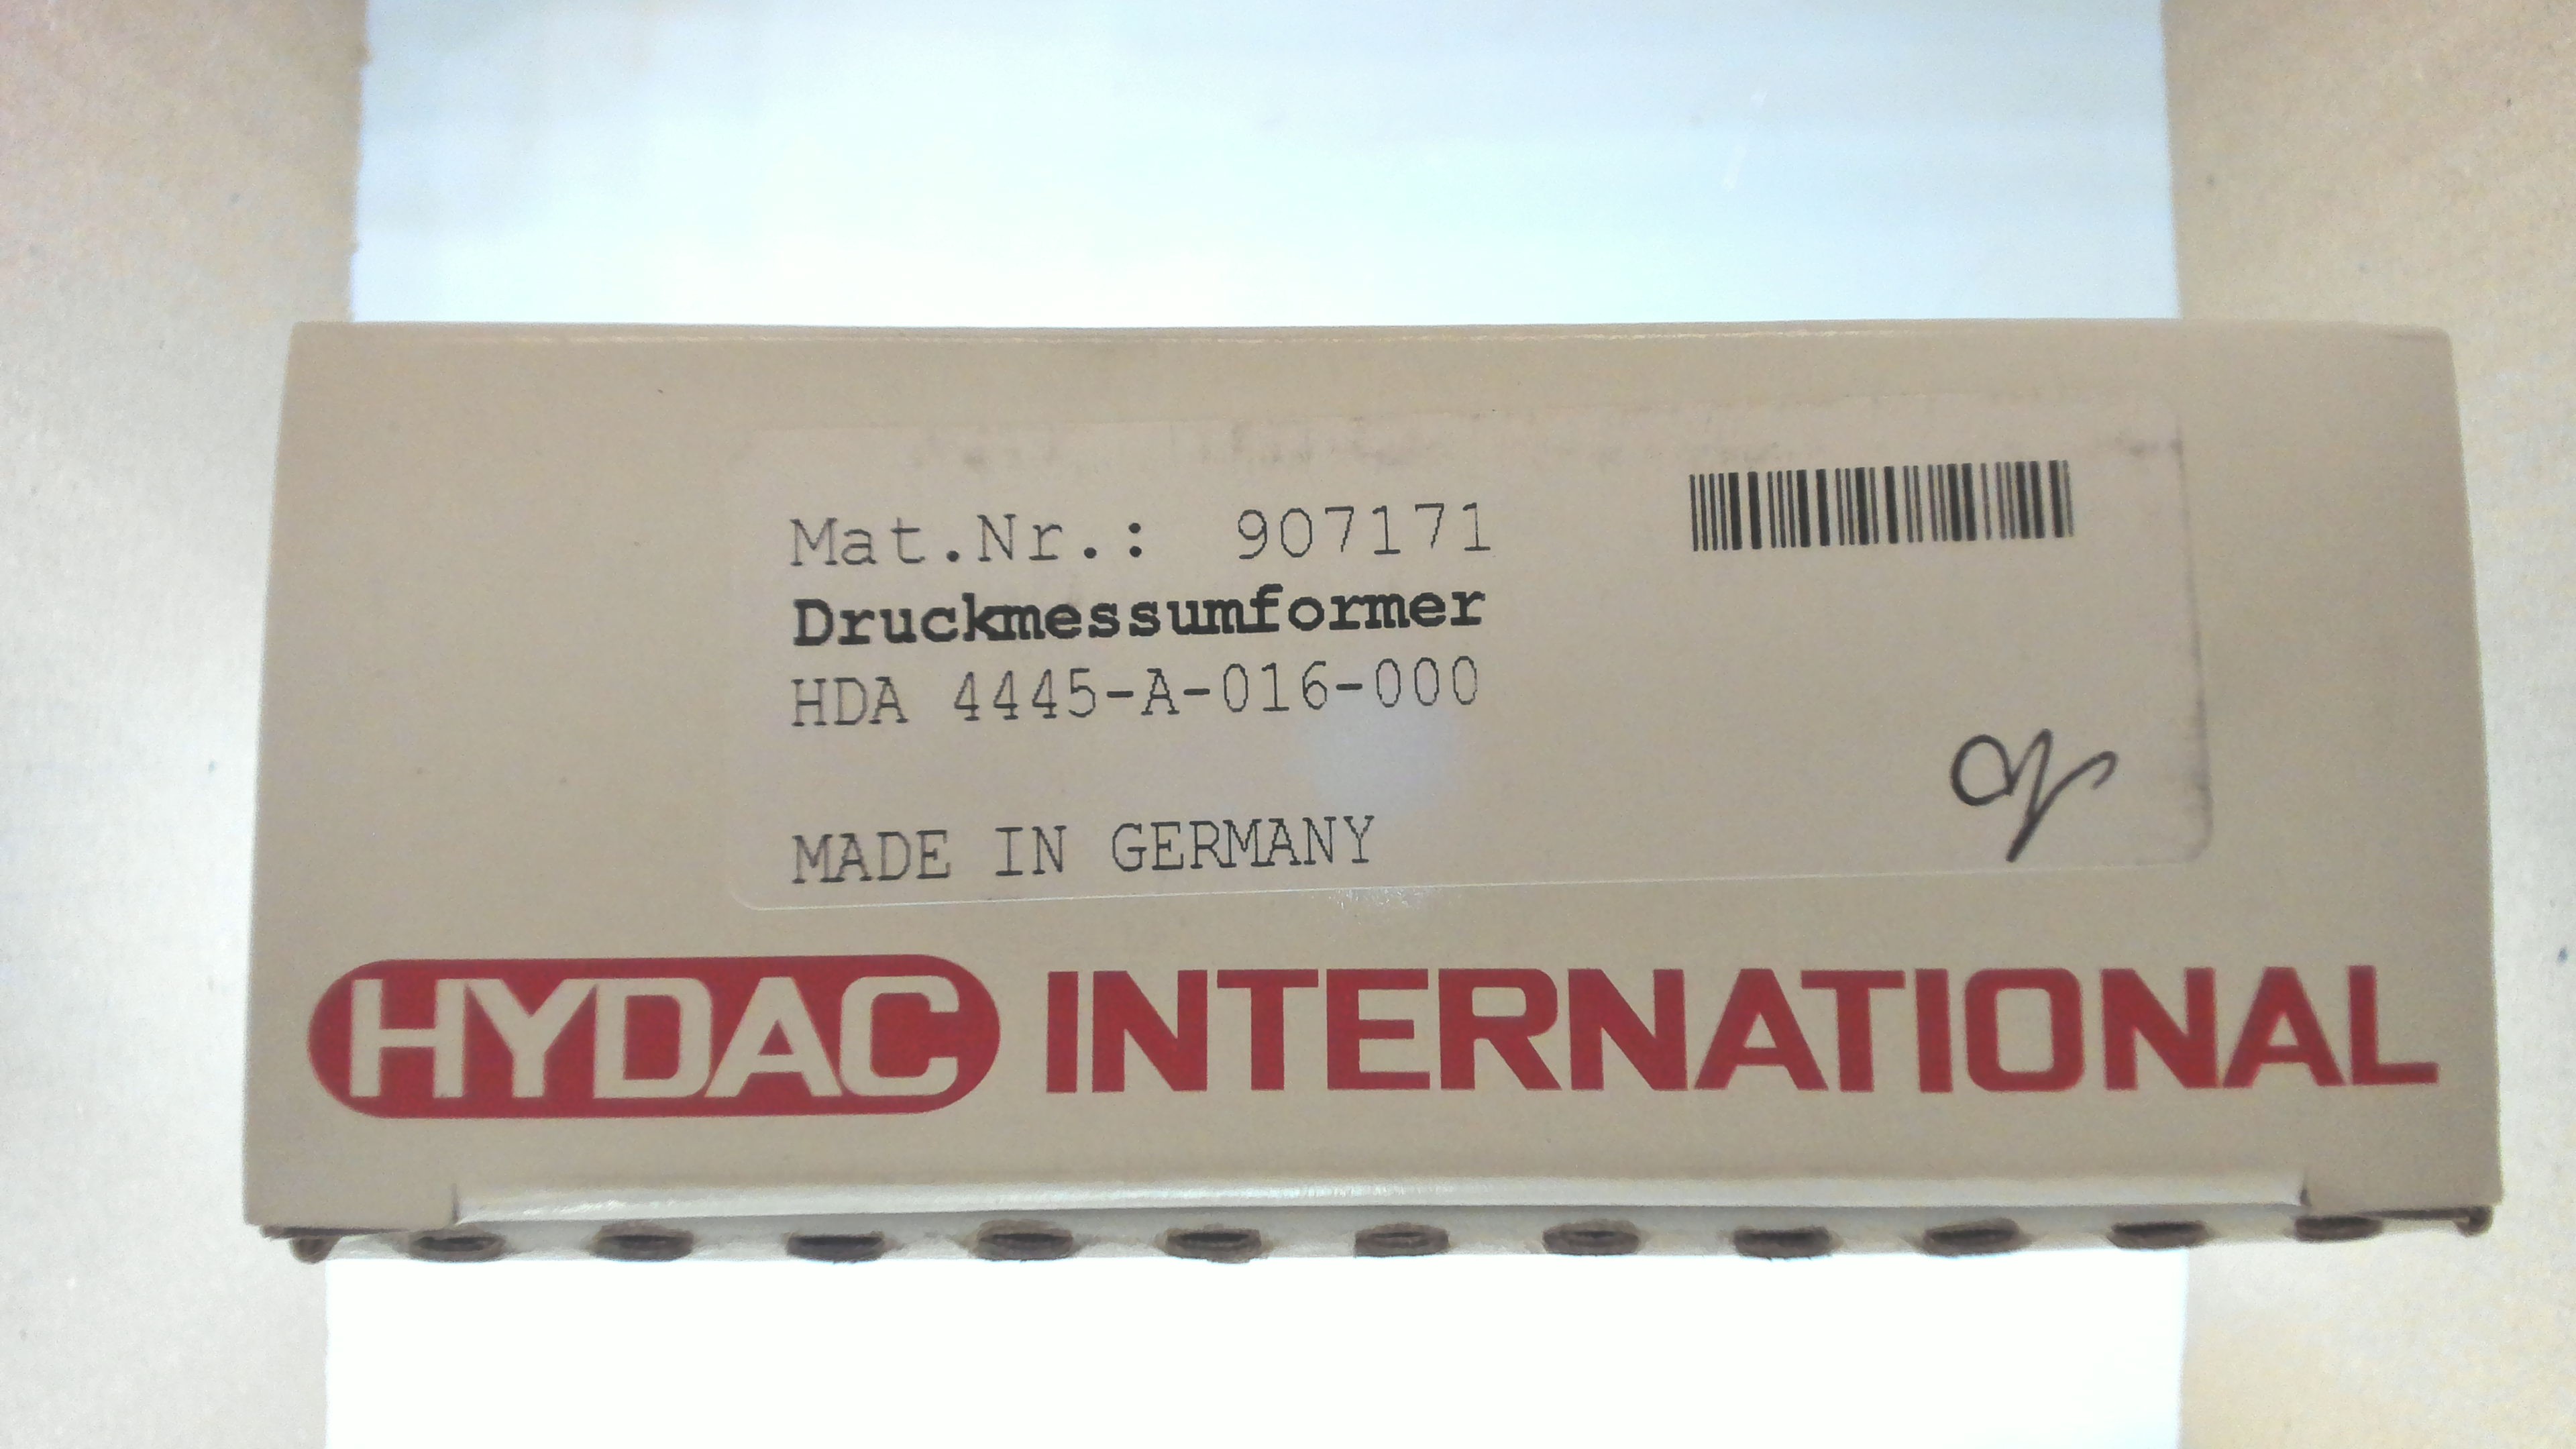 Mat.Nr.: 907171
Druckmessumformer
HDA 4445-A-016-000
MADE IN GERMANY
HYDAC INTERNATIONAL